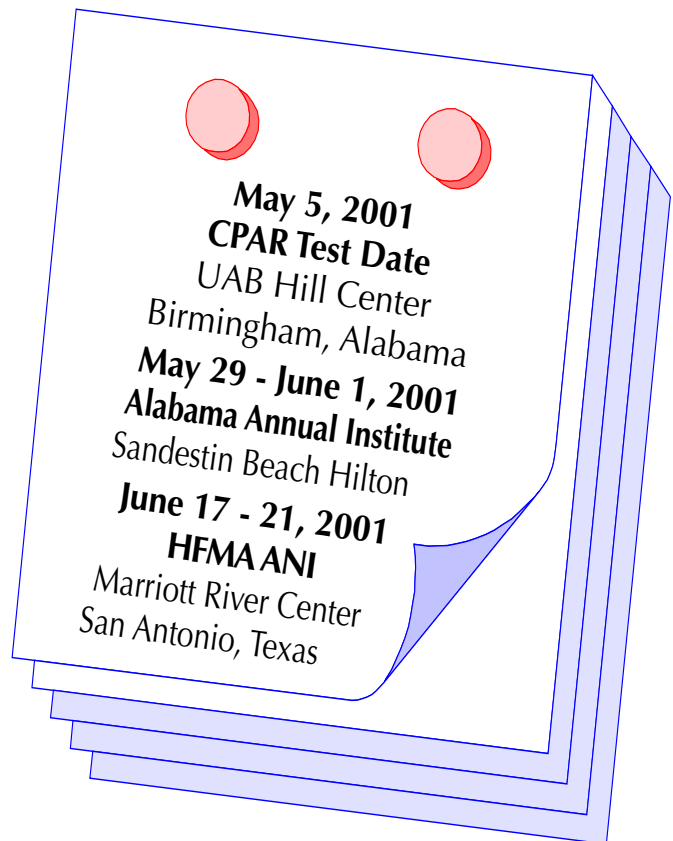 May 5, 2001
CPAR Test Date
UAB Hill Center
Birmingham, Alabama
May 29 - June 1, 2001
Alabama Annual Institute
Sandestin Beach Hilton
June 17 - 21, 2001
HFMA ANI
Marriott River Center
San Antonio, Texas